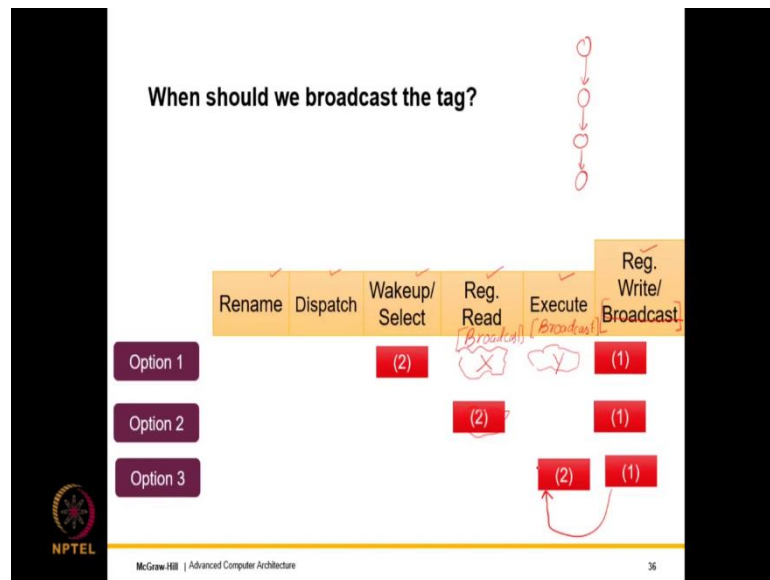 When should we broadcast the tag?
Rename Dispatch Wakeup/ Select Reg. Read Execute Reg. Write/ Broadcast
[Broadcast] [Broadcast]
Option 1 (2) X Y (1)
Option 2 (2) (1)
Option 3 (2) (1)
NPTEL
McGraw-Hill | Advanced Computer Architecture 36